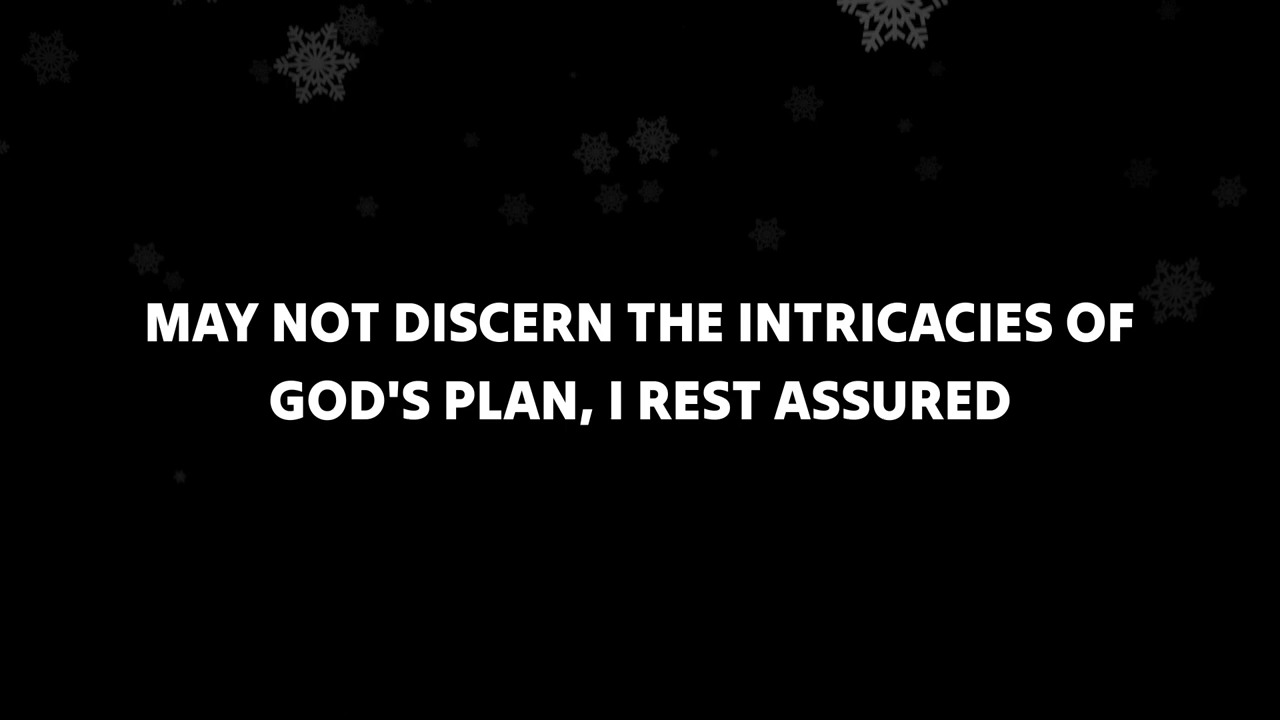 MAY NOT DISCERN THE INTRICACIES OF
GOD'S PLAN, I REST ASSURED